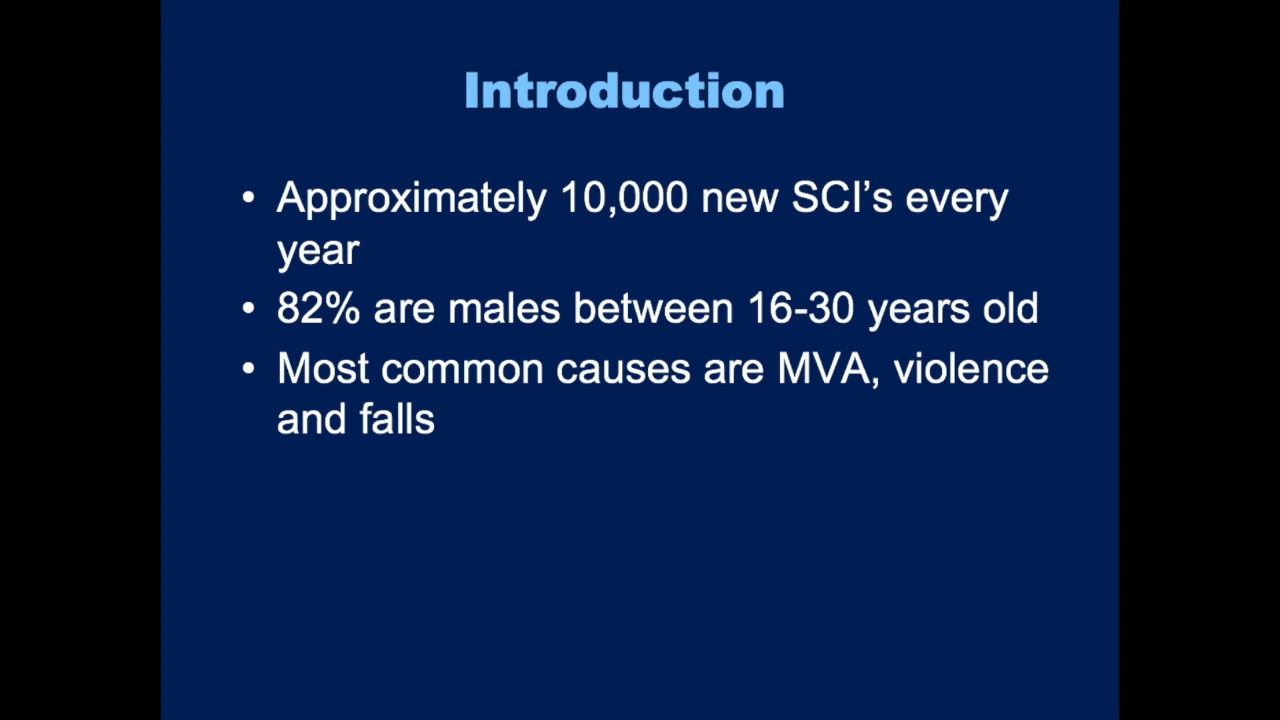 Introduction
• Approximately 10,000 new SCI’s every
year
• 82% are males between 16-30 years old
• Most common causes are MVA, violence
and falls